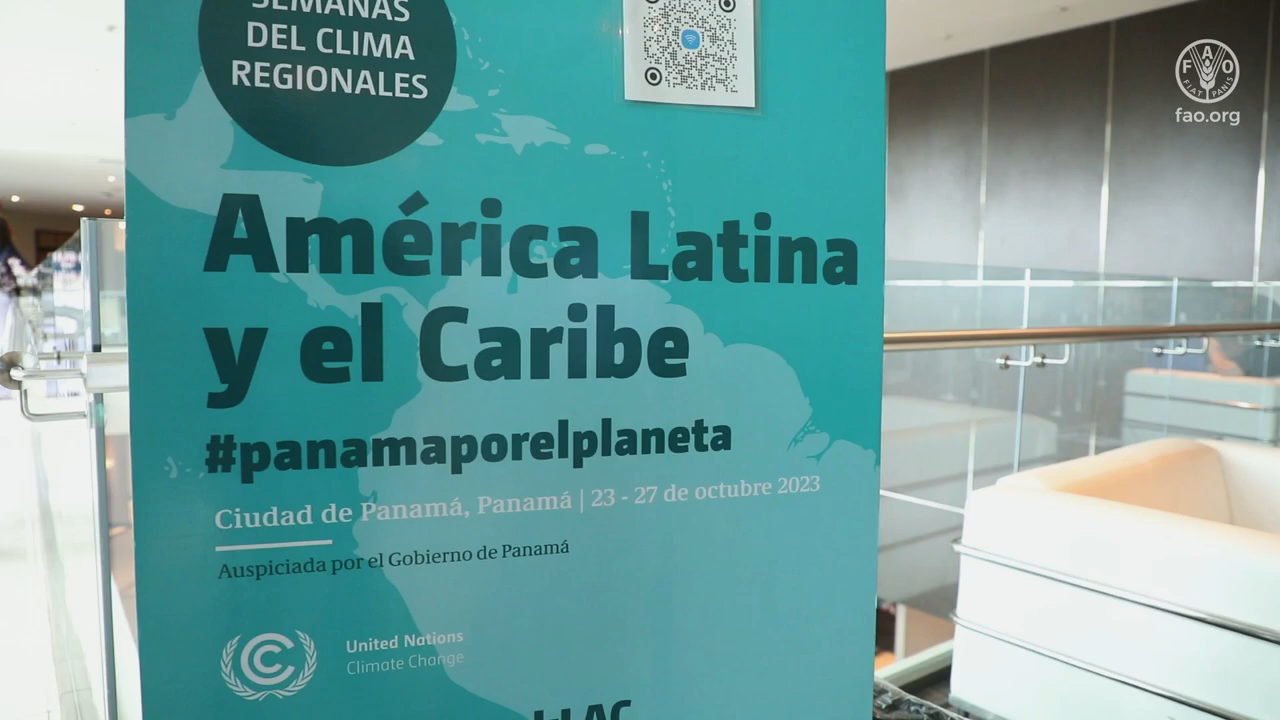 SEMANAS
DEL CLIMA
REGIONALES
América Latina
y el Caribe
#panamaporelplaneta
Ciudad de Panamá, Panamá | 23 - 27 de octubre 2023
Auspiciada por el Gobierno de Panamá
United Nations
Climate Change
F A O
FIAT PANIS
fao.org